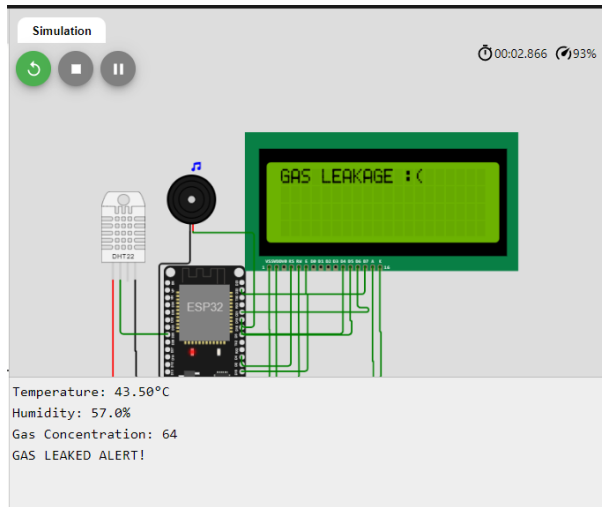 Simulation
00:02.866 93%
GAS LEAKAGE :(
DHT22
ESP32
Temperature: 43.50°C
Humidity: 57.0%
Gas Concentration: 64
GAS LEAKED ALERT!